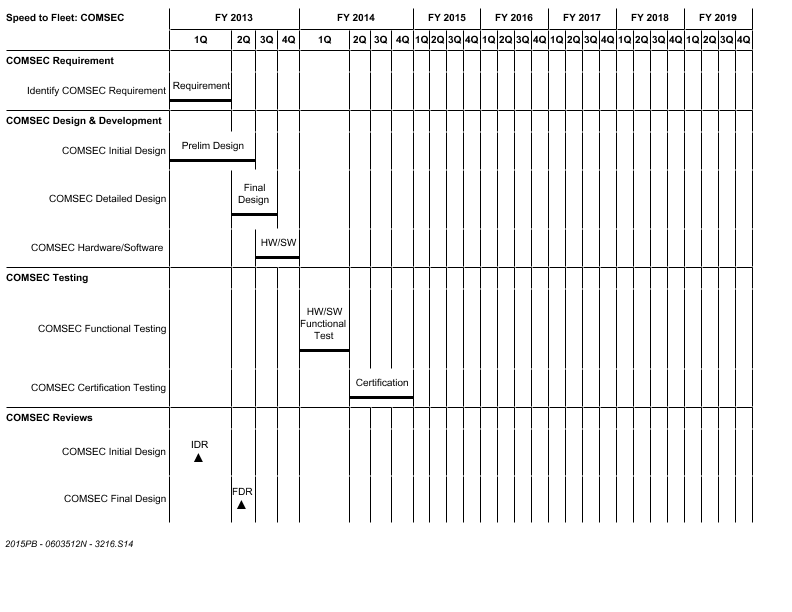 Speed to Fleet: COMSEC FY 2013 FY 2014 FY 2015 FY 2016 FY 2017 FY 2018 FY 2019
1Q 2Q 3Q 4Q 1Q 2Q 3Q 4Q 1Q 2Q 3Q 4Q 1Q 2Q 3Q 4Q 1Q 2Q 3Q 4Q 1Q 2Q 3Q 4Q 1Q 2Q 3Q 4Q
COMSEC Requirement
Identify COMSEC Requirement Requirement
COMSEC Design & Development
COMSEC Initial Design Prelim Design
COMSEC Detailed Design Final
Design
COMSEC Hardware/Software HW/SW
COMSEC Testing
COMSEC Functional Testing HW/SW
Functional
Test
COMSEC Certification Testing Certification
COMSEC Reviews
COMSEC Initial Design IDR
COMSEC Final Design FDR
2015PB - 0603512N - 3216.S14